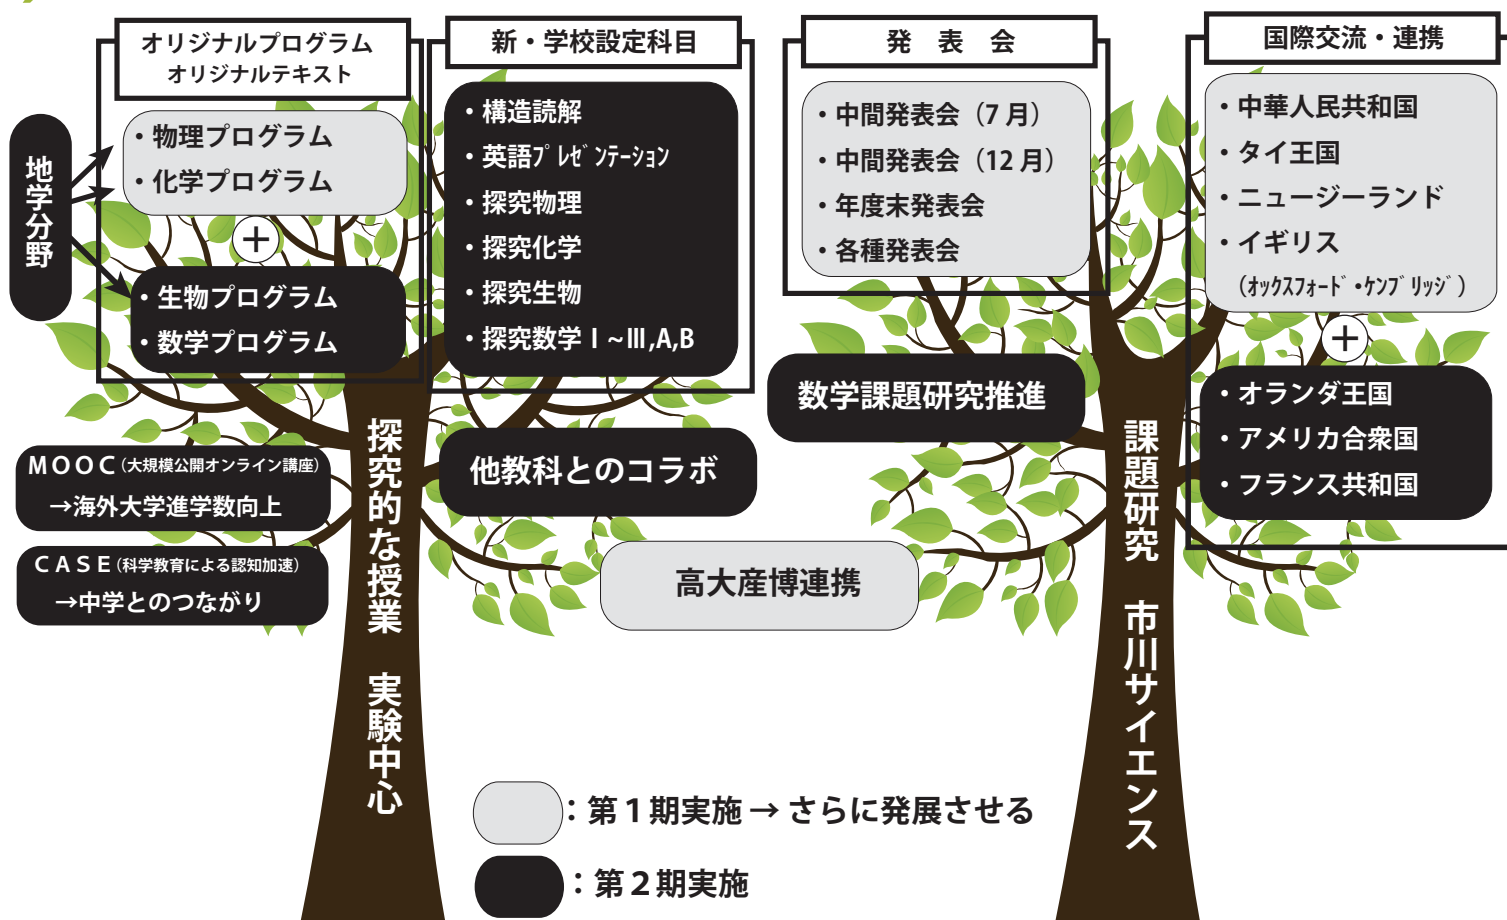 オリジナルプログラム
オリジナルテキスト
・物理プログラム
・化学プログラム
+
・生物プログラム
・数学プログラム
地学分野
新・学校設定科目
・構造読解
・英語ﾌﾟﾚｾﾞﾝﾃｰｼｮﾝ
・探究物理
・探究化学
・探究生物
・探究数学Ⅰ~Ⅲ,A,B
発 表 会
・中間発表会（7月）
・中間発表会（12月）
・年度末発表会
・各種発表会
国際交流・連携
・中華人民共和国
・タイ王国
・ニュージーランド
・イギリス
（ｵｯｸｽﾌｫｰﾄﾞ・ｹﾝﾌﾞﾘｯｼﾞ）
+
・オランダ王国
・アメリカ合衆国
・フランス共和国
数学課題研究推進
他教科とのコラボ
ＭＯＯＣ（大規模公開オンライン講座）
→海外大学進学数向上
ＣＡＳＥ（科学教育による認知加速）
→中学とのつながり
高大産博連携
探究的な授業 実験中心
課題研究 市川サイエンス
：第１期実施→さらに発展させる
：第２期実施